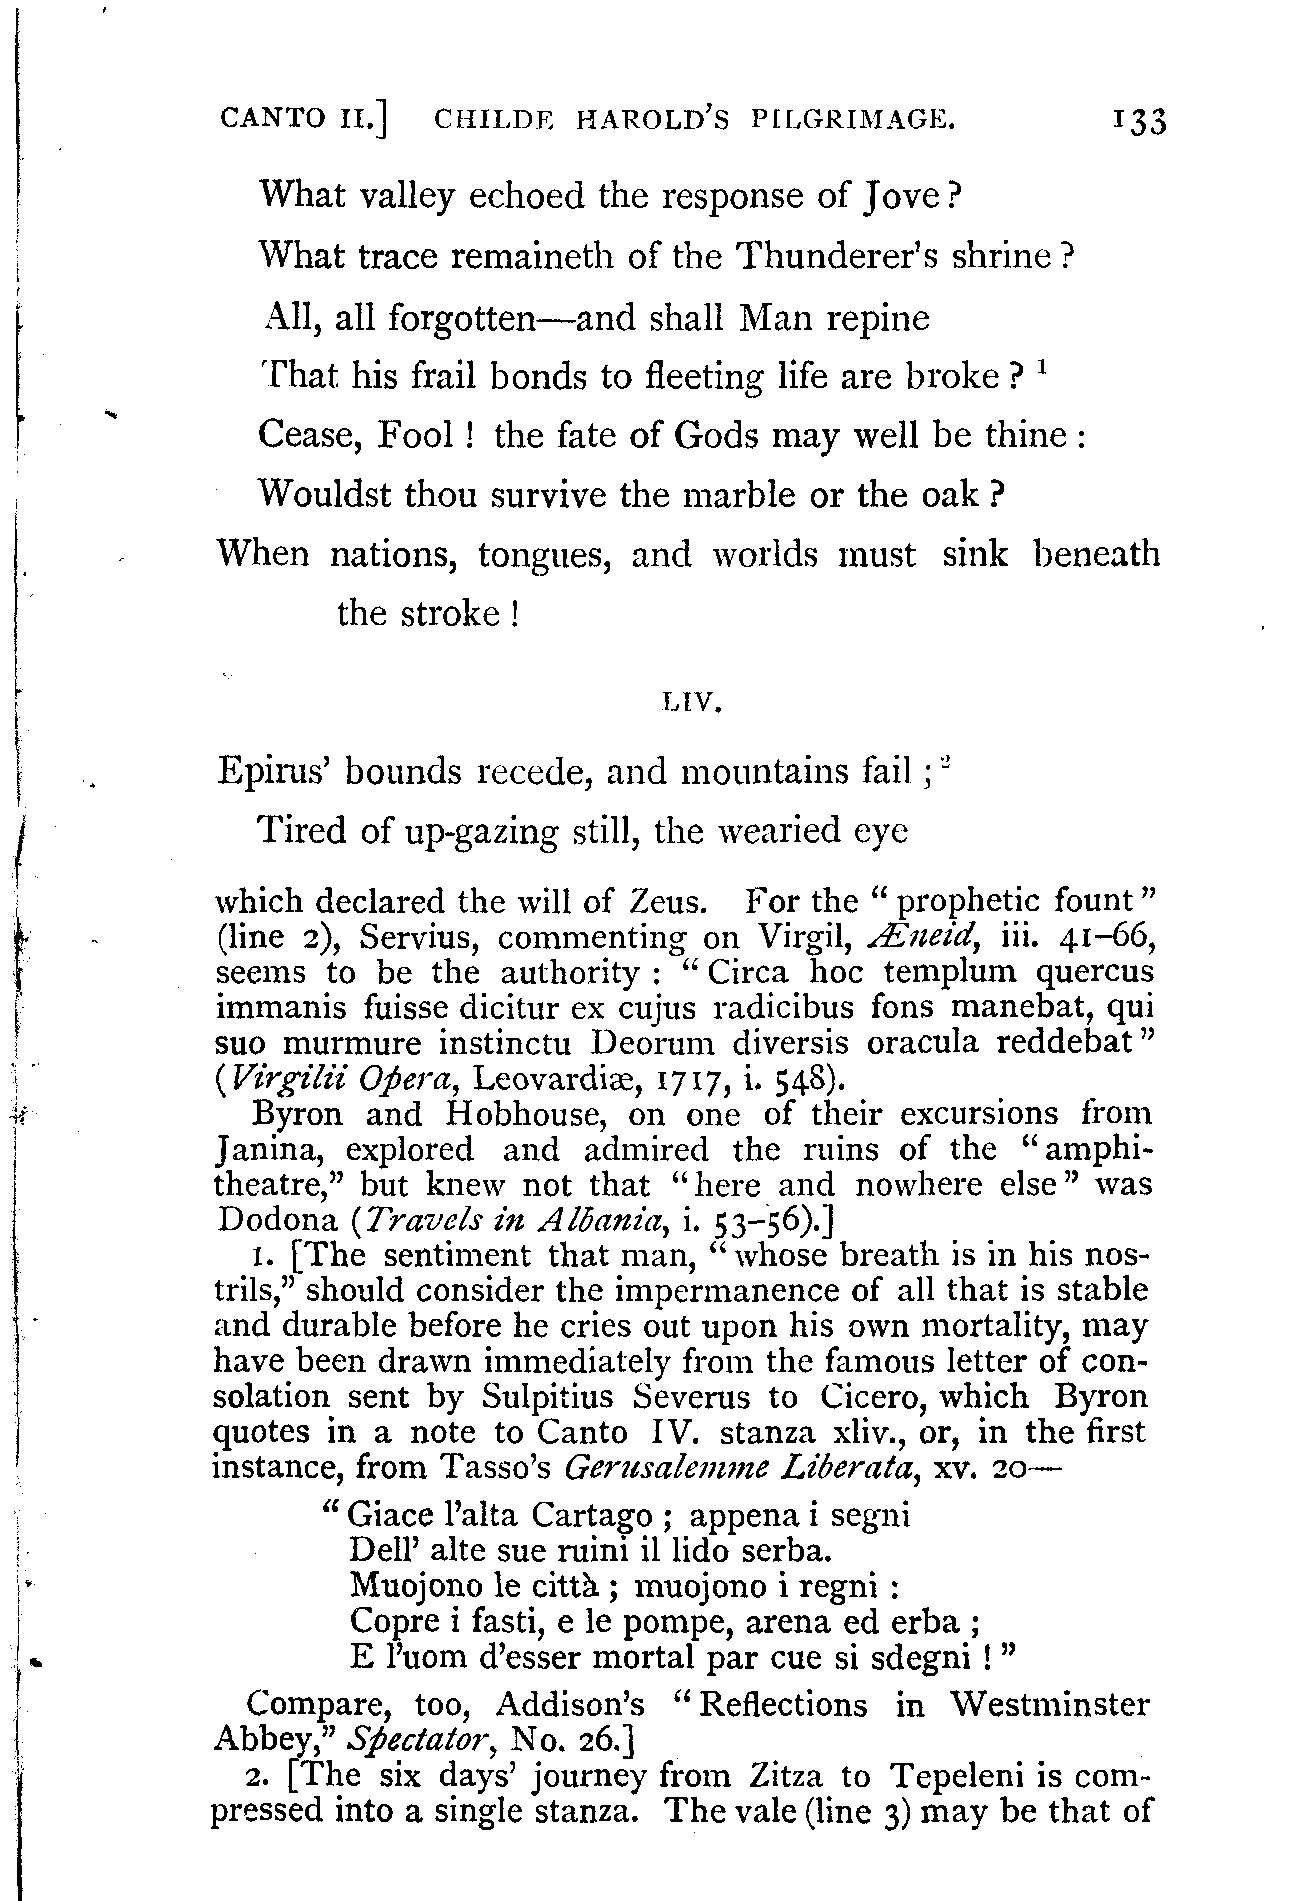 CANTO II.] CHILDE HAROLD'S PILGRIMAGE. 133
What valley echoed the response of Jove?
What trace remaineth of the Thunderer's shrine?
All, all forgotten—and shall Man repine
That his frail bonds to fleeting life are broke? 1
Cease, Fool! the fate of Gods may well be thine:
Wouldst thou survive the marble or the oak?
When nations, tongues, and worlds must sink beneath
the stroke!
LIV.
Epirus' bounds recede, and mountains fail; 2
Tired of up-gazing still, the wearied eye
which declared the will of Zeus. For the "prophetic fount"
(line 2), Servius, commenting on Virgil, Æneid, iii. 41–66,
seems to be the authority: "Circa hoc templum quercus
immanis fuisse dicitur ex cujus radicibus fons manebat, qui
suo murmure instinctu Deorum diversis oracula reddebat"
(Virgilii Opera, Leovardiæ, 1717, i. 548).
Byron and Hobhouse, on one of their excursions from
Janina, explored and admired the ruins of the "amphi-
theatre," but knew not that "here and nowhere else" was
Dodona (Travels in Albania, i. 53–56).]
1. [The sentiment that man, "whose breath is in his nos-
trils," should consider the impermanence of all that is stable
and durable before he cries out upon his own mortality, may
have been drawn immediately from the famous letter of con-
solation sent by Sulpitius Severus to Cicero, which Byron
quotes in a note to Canto IV. stanza xliv., or, in the first
instance, from Tasso's Gerusalemme Liberata, xv. 20—
"Giace l'alta Cartago; appena i segni
Dell' alte sue ruini il lido serba.
Muojono le città; muojono i regni:
Copre i fasti, e le pompe, arena ed erba;
E l'uom d'esser mortal par cue si sdegni!"
Compare, too, Addison's "Reflections in Westminster
Abbey," Spectator, No. 26.]
2. [The six days' journey from Zitza to Tepeleni is com-
pressed into a single stanza. The vale (line 3) may be that of